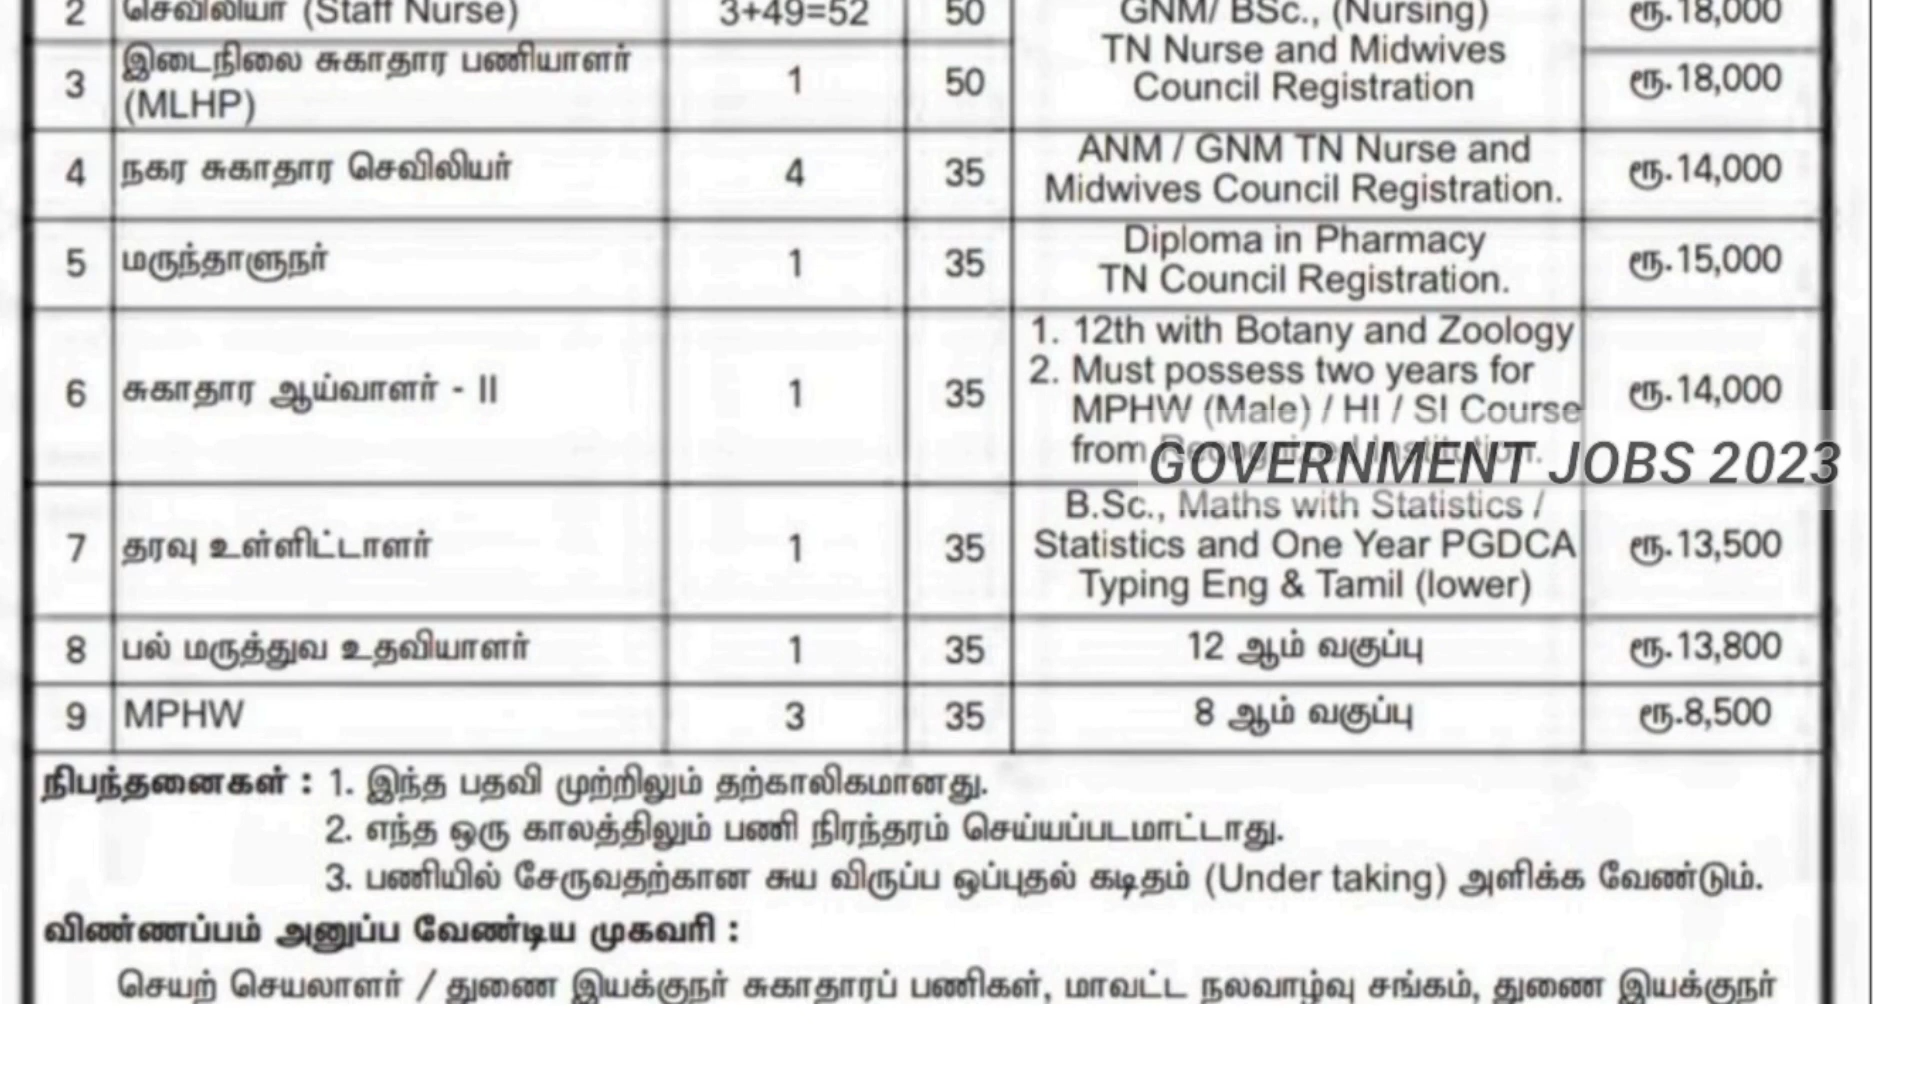 2 செவிலியர் (Staff Nurse) 3+49=52 50 GNM/ BSc., (Nursing) ரூ.18,000
TN Nurse and Midwives
Council Registration
3 இடைநிலை சுகாதார பணியாளர் 1 50 ரூ.18,000
(MLHP)
4 நகர சுகாதார செவிலியர் 4 35 ANM / GNM TN Nurse and ரூ.14,000
Midwives Council Registration.
5 மருந்தாளுநர் 1 35 Diploma in Pharmacy ரூ.15,000
TN Council Registration.
6 சுகாதார ஆய்வாளர் - II 1 35 1. 12th with Botany and Zoology ரூ.14,000
2. Must possess two years for
MPHW (Male) / HI / SI Course
from Recognized Institution.
GOVERNMENT JOBS 2023
7 தரவு உள்ளிட்டாளர் 1 35 B.Sc., Maths with Statistics / ரூ.13,500
Statistics and One Year PGDCA
Typing Eng & Tamil (lower)
8 பல் மருத்துவ உதவியாளர் 1 35 12 ஆம் வகுப்பு ரூ.13,800
9 MPHW 3 35 8 ஆம் வகுப்பு ரூ.8,500
நிபந்தனைகள் : 1. இந்த பதவி முற்றிலும் தற்காலிகமானது.
2. எந்த ஒரு காலத்திலும் பணி நிரந்தரம் செய்யப்படமாட்டாது.
3. பணியில் சேருவதற்கான சுய விருப்ப ஒப்புதல் கடிதம் (Under taking) அளிக்க வேண்டும்.
விண்ணப்பம் அனுப்ப வேண்டிய முகவரி :
செயற் செயலாளர் / துணை இயக்குநர் சுகாதாரப் பணிகள், மாவட்ட நலவாழ்வு சங்கம், துணை இயக்குநர்